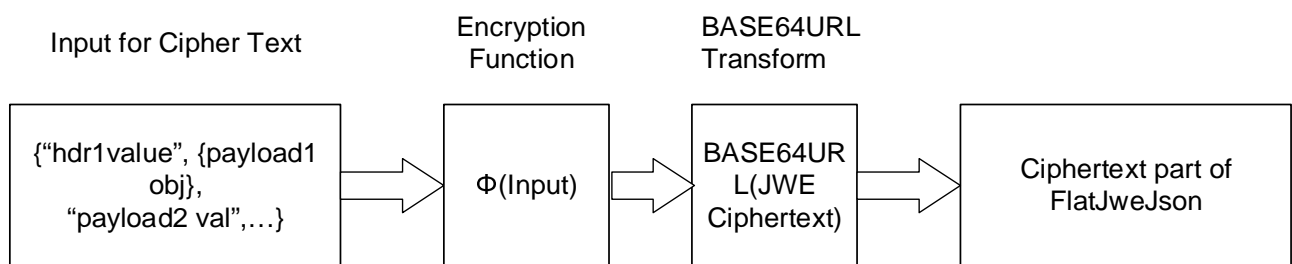 Input for Cipher Text
Encryption
Function
BASE64URL
Transform
{“hdr1value”, {payload1
obj},
“payload2 val”,…}
Φ(Input)
BASE64UR
L(JWE
Ciphertext)
Ciphertext part of
FlatJweJson